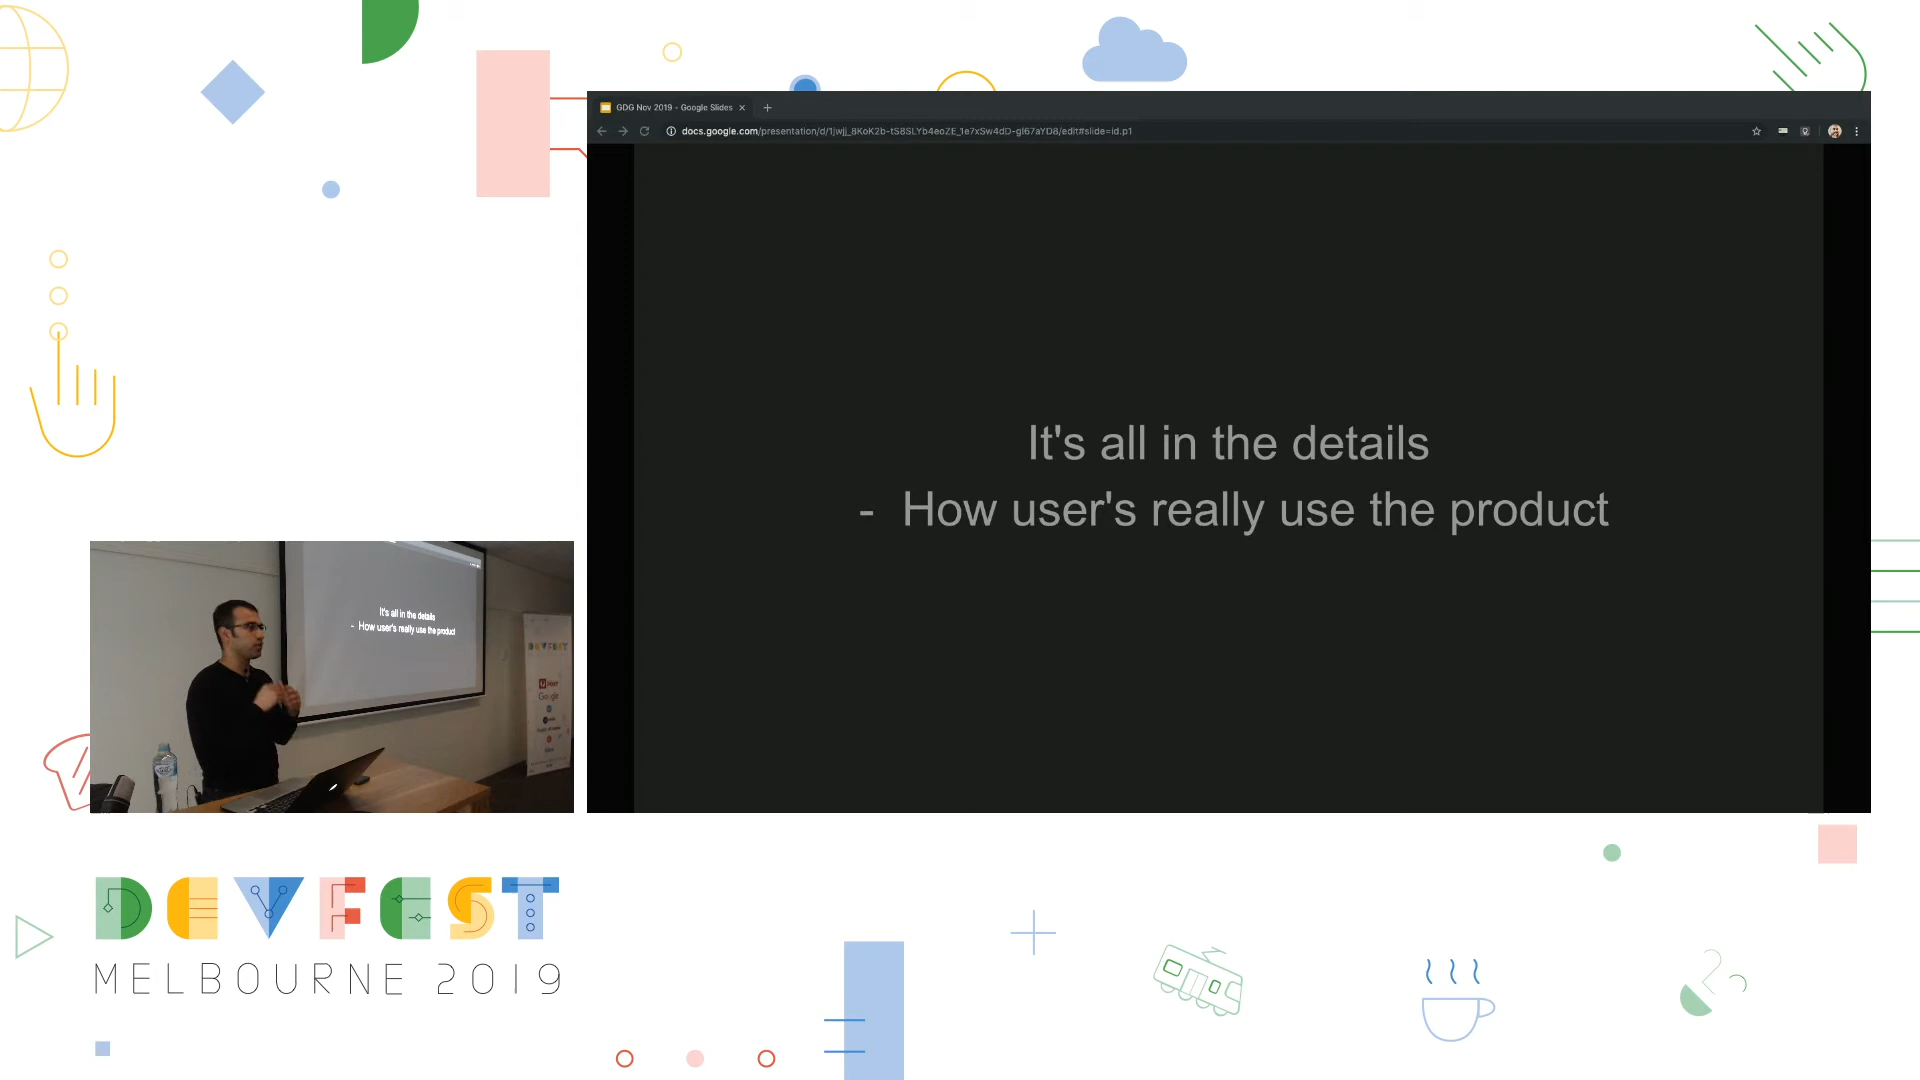 GDG Nov 2019 - Google Slides
docs.google.com/presentation/d/1jwjj_8KoK2b-tS8SLYb4eoZE_1e7xSw4dD-gl67aYD8/edit#slide=id.p1
It's all in the details
- How user's really use the product
It's all in the details
- How user's really use the product
DEVFEST
Google
DEVFEST
MELBOURNE 2019